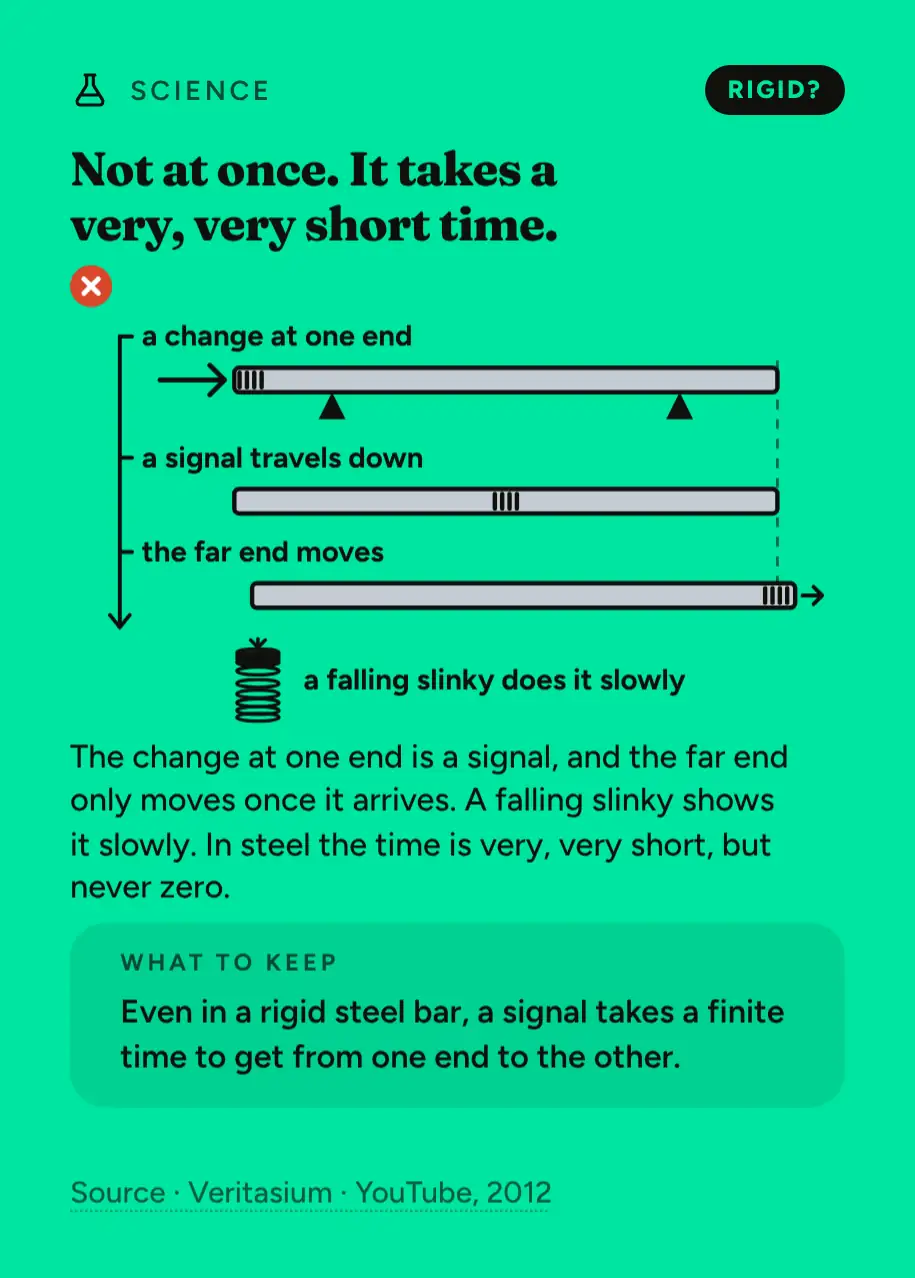 SCIENCE
RIGID?
Not at once. It takes a
very, very short time.
a change at one end
a signal travels down
the far end moves
a falling slinky does it slowly
The change at one end is a signal, and the far end
only moves once it arrives. A falling slinky shows
it slowly. In steel the time is very, very short, but
never zero.
WHAT TO KEEP
Even in a rigid steel bar, a signal takes a finite
time to get from one end to the other.
Source · Veritasium · YouTube, 2012